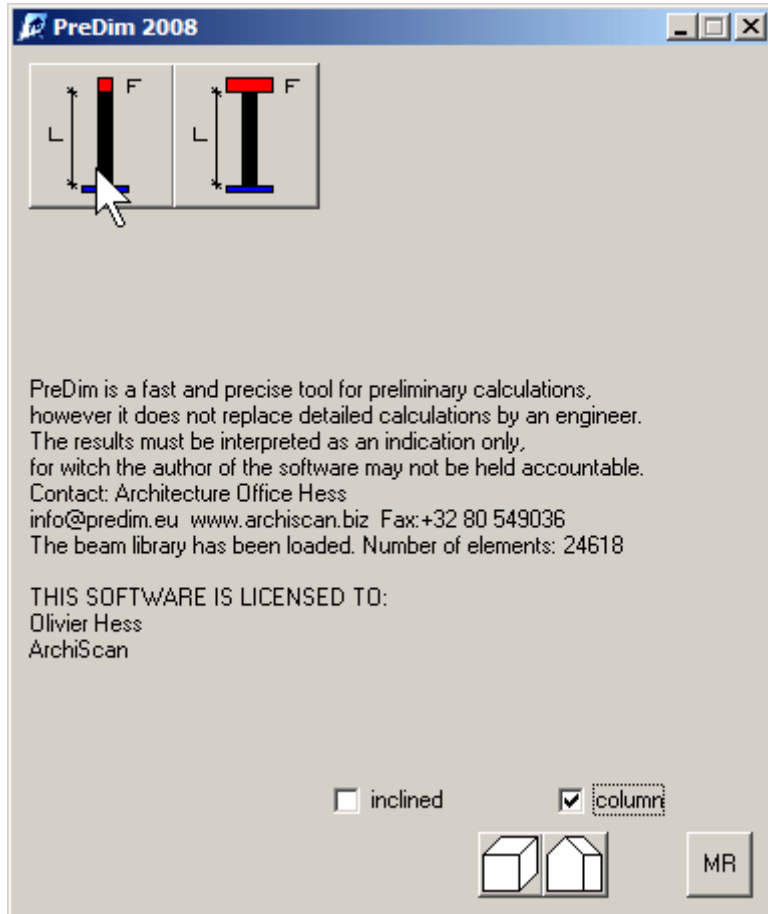 PreDim 2008
F F
L L
PreDim is a fast and precise tool for preliminary calculations,
however it does not replace detailed calculations by an engineer.
The results must be interpreted as an indication only,
for witch the author of the software may not be held accountable.
Contact: Architecture Office Hess
info@predim.eu www.archiscan.biz Fax:+32 80 549036
The beam library has been loaded. Number of elements: 24618
THIS SOFTWARE IS LICENSED TO:
Olivier Hess
ArchiScan
inclined column
MR